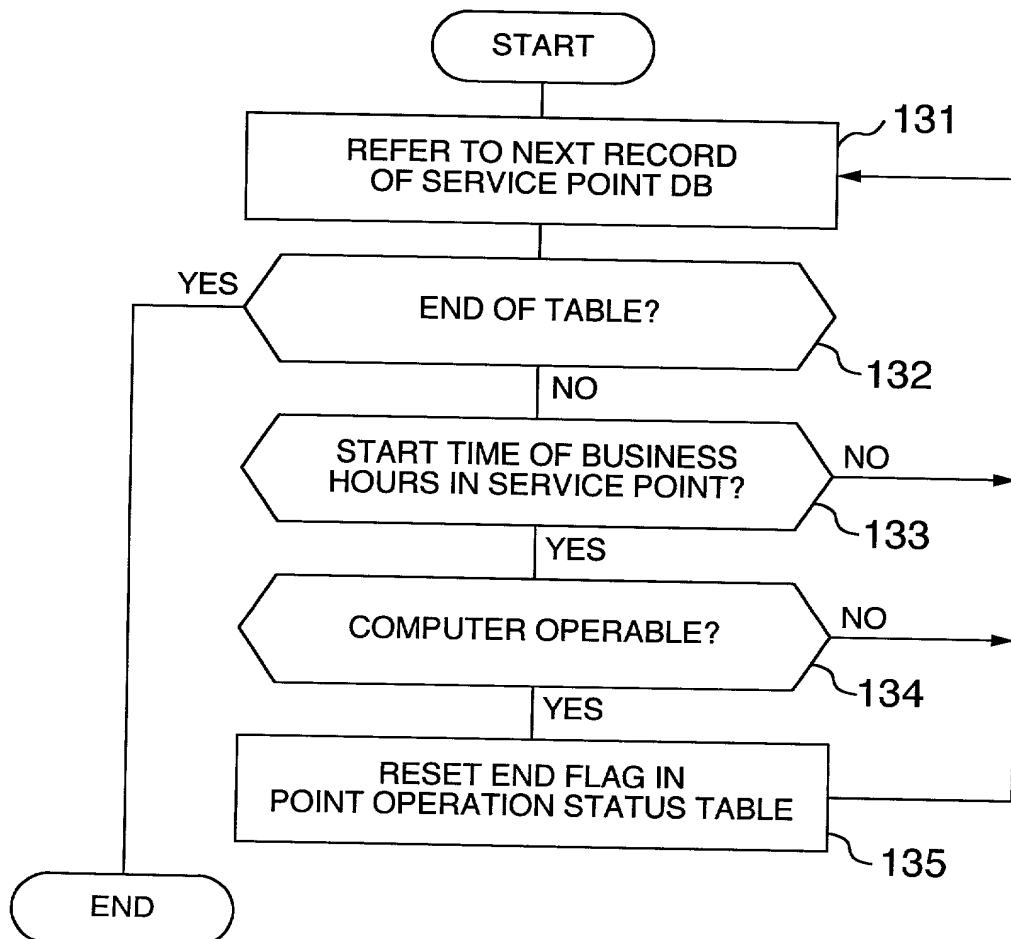 START
131
REFER TO NEXT RECORD
OF SERVICE POINT DB
YES
END OF TABLE?
132
NO
START TIME OF BUSINESS
HOURS IN SERVICE POINT?
NO
133
YES
COMPUTER OPERABLE?
NO
134
YES
RESET END FLAG IN
POINT OPERATION STATUS TABLE
135
END